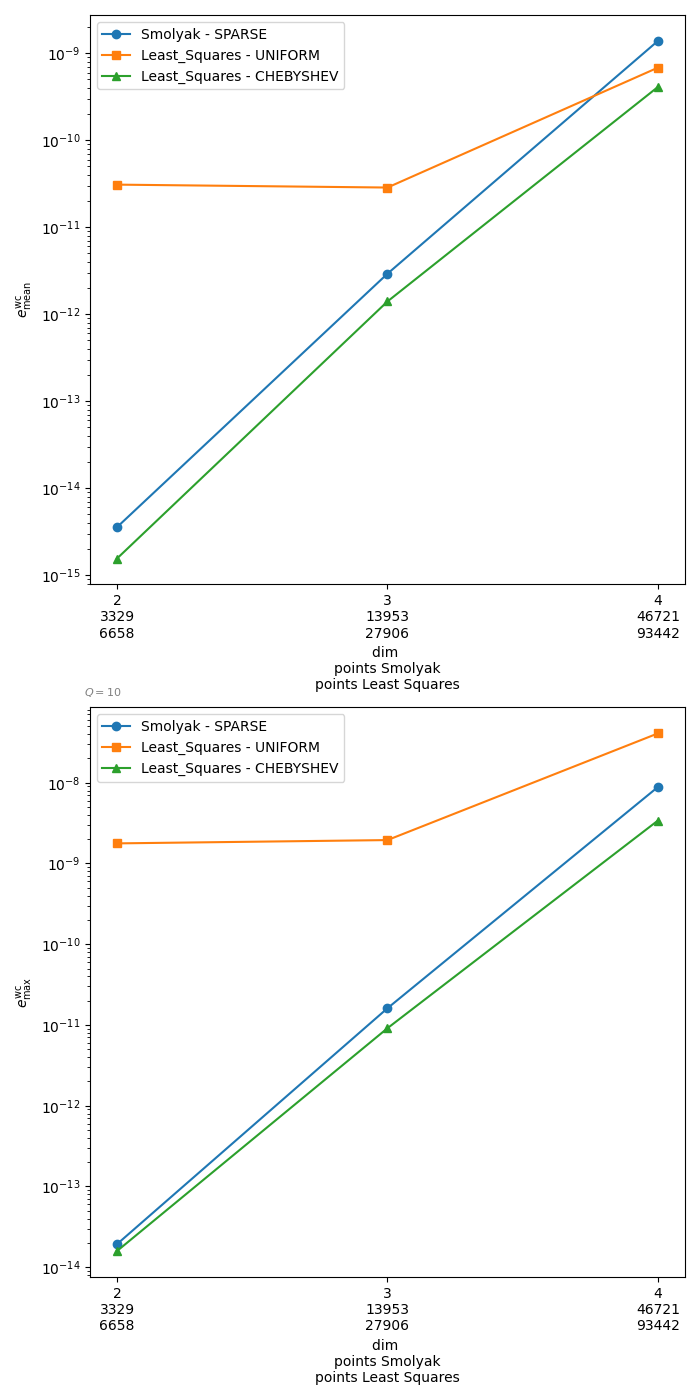 Smolyak - SPARSE
Least_Squares - UNIFORM
Least_Squares - CHEBYSHEV
10⁻⁹
10⁻¹⁰
10⁻¹¹
10⁻¹²
10⁻¹³
10⁻¹⁴
10⁻¹⁵
e^wc_mean
2 3 4
3329 13953 46721
6658 27906 93442
dim
points Smolyak
points Least Squares
Q = 10
Smolyak - SPARSE
Least_Squares - UNIFORM
Least_Squares - CHEBYSHEV
10⁻⁸
10⁻⁹
10⁻¹⁰
10⁻¹¹
10⁻¹²
10⁻¹³
10⁻¹⁴
e^wc_max
2 3 4
3329 13953 46721
6658 27906 93442
dim
points Smolyak
points Least Squares